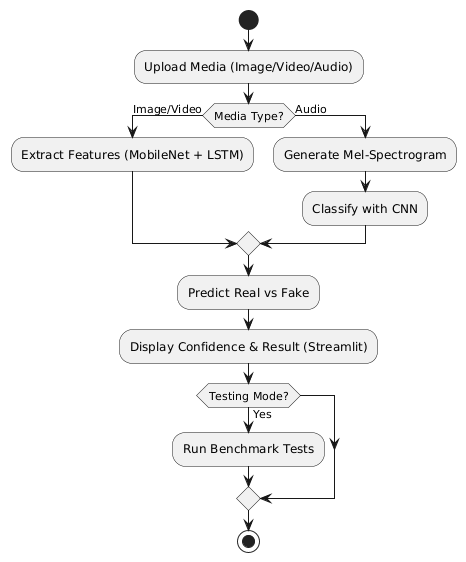 Upload Media (Image/Video/Audio)
Media Type?
Image/Video
Audio
Extract Features (MobileNet + LSTM)
Generate Mel-Spectrogram
Classify with CNN
Predict Real vs Fake
Display Confidence & Result (Streamlit)
Testing Mode?
Yes
Run Benchmark Tests